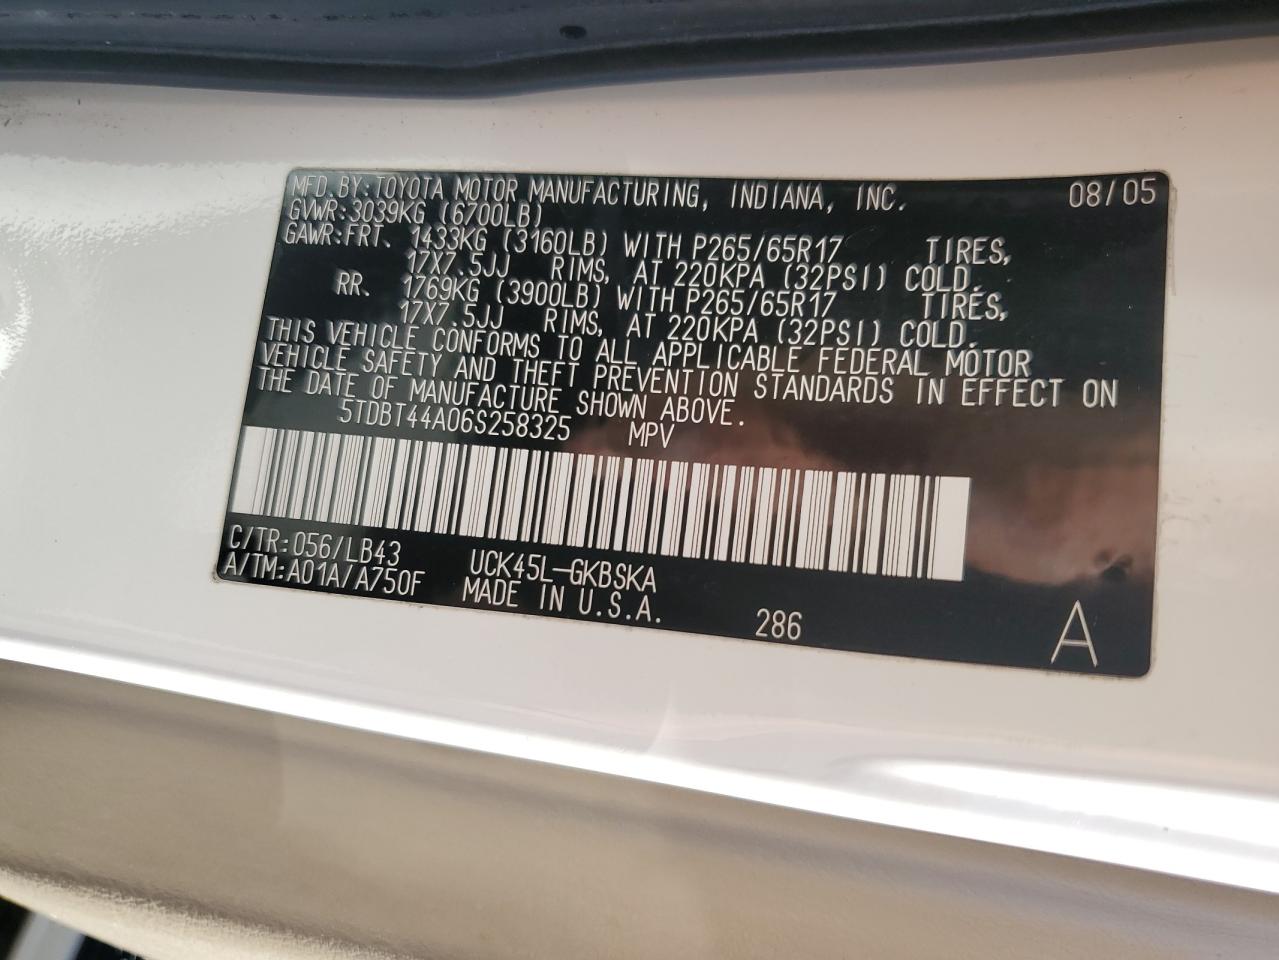 MFD.BY:TOYOTA MOTOR MANUFACTURING, INDIANA, INC. 08/05
GVWR:3039KG (6700LB)
GAWR:FRT. 1433KG (3160LB) WITH P265/65R17 TIRES,
17X7.5JJ RIMS, AT 220KPA (32PSI) COLD.
RR. 1769KG (3900LB) WITH P265/65R17 TIRES,
17X7.5JJ RIMS, AT 220KPA (32PSI) COLD.
THIS VEHICLE CONFORMS TO ALL APPLICABLE FEDERAL MOTOR
VEHICLE SAFETY AND THEFT PREVENTION STANDARDS IN EFFECT ON
THE DATE OF MANUFACTURE SHOWN ABOVE.
5TDBT44A06S258325 MPV
C/TR:056/LB43 UCK45L-GKBSKA
A/TM:A01A/A750F MADE IN U.S.A. 286 A